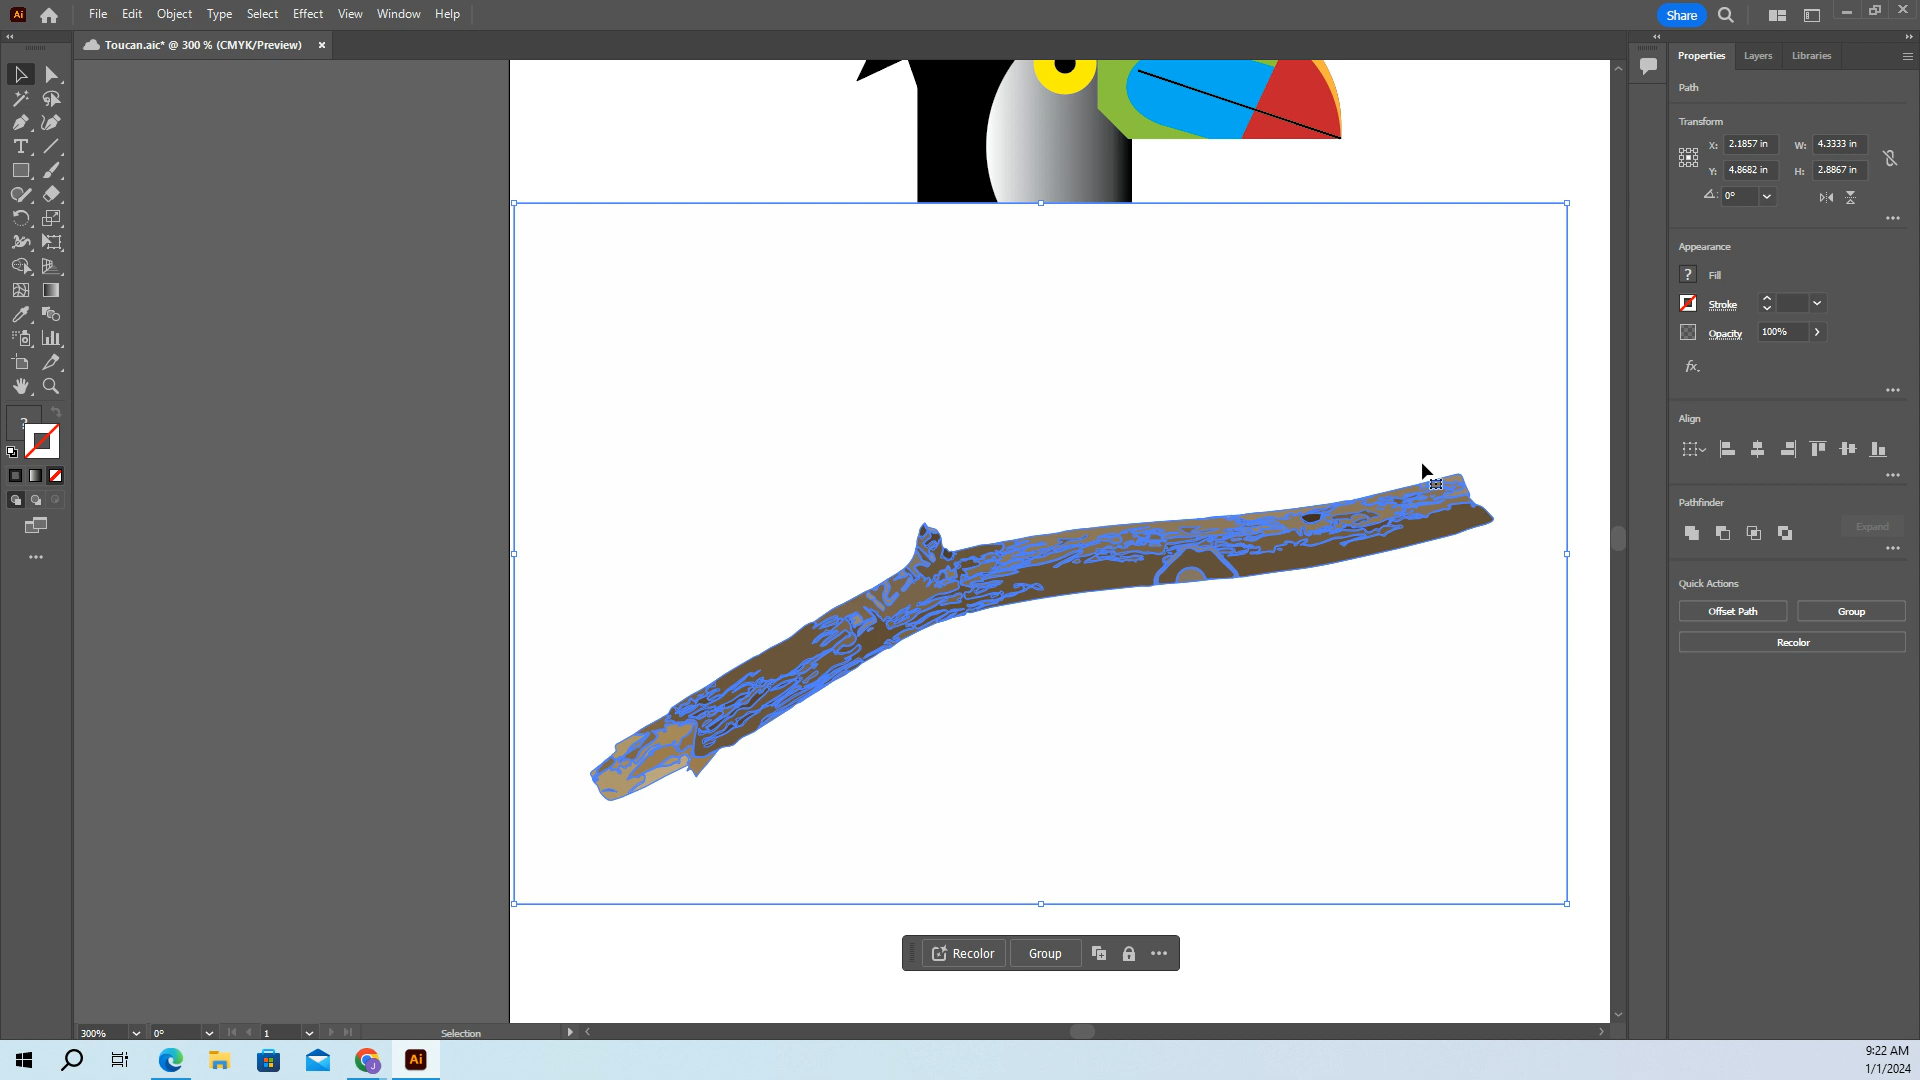 Ai File Edit Object Type Select Effect View Window Help Share
Toucan.aic* @ 300 % (CMYK/Preview) ×
Properties Layers Libraries
Path
Transform
X: 2.1857 in W: 4.3333 in
Y: 4.8682 in H: 2.8867 in
0°
Appearance
? Fill
Stroke
Opacity 100%
fx.
Align
Pathfinder
Expand
Quick Actions
Offset Path Group
Recolor
T
?
Recolor Group
300% 0° 1 Selection
J Ai
9:22 AM
1/1/2024